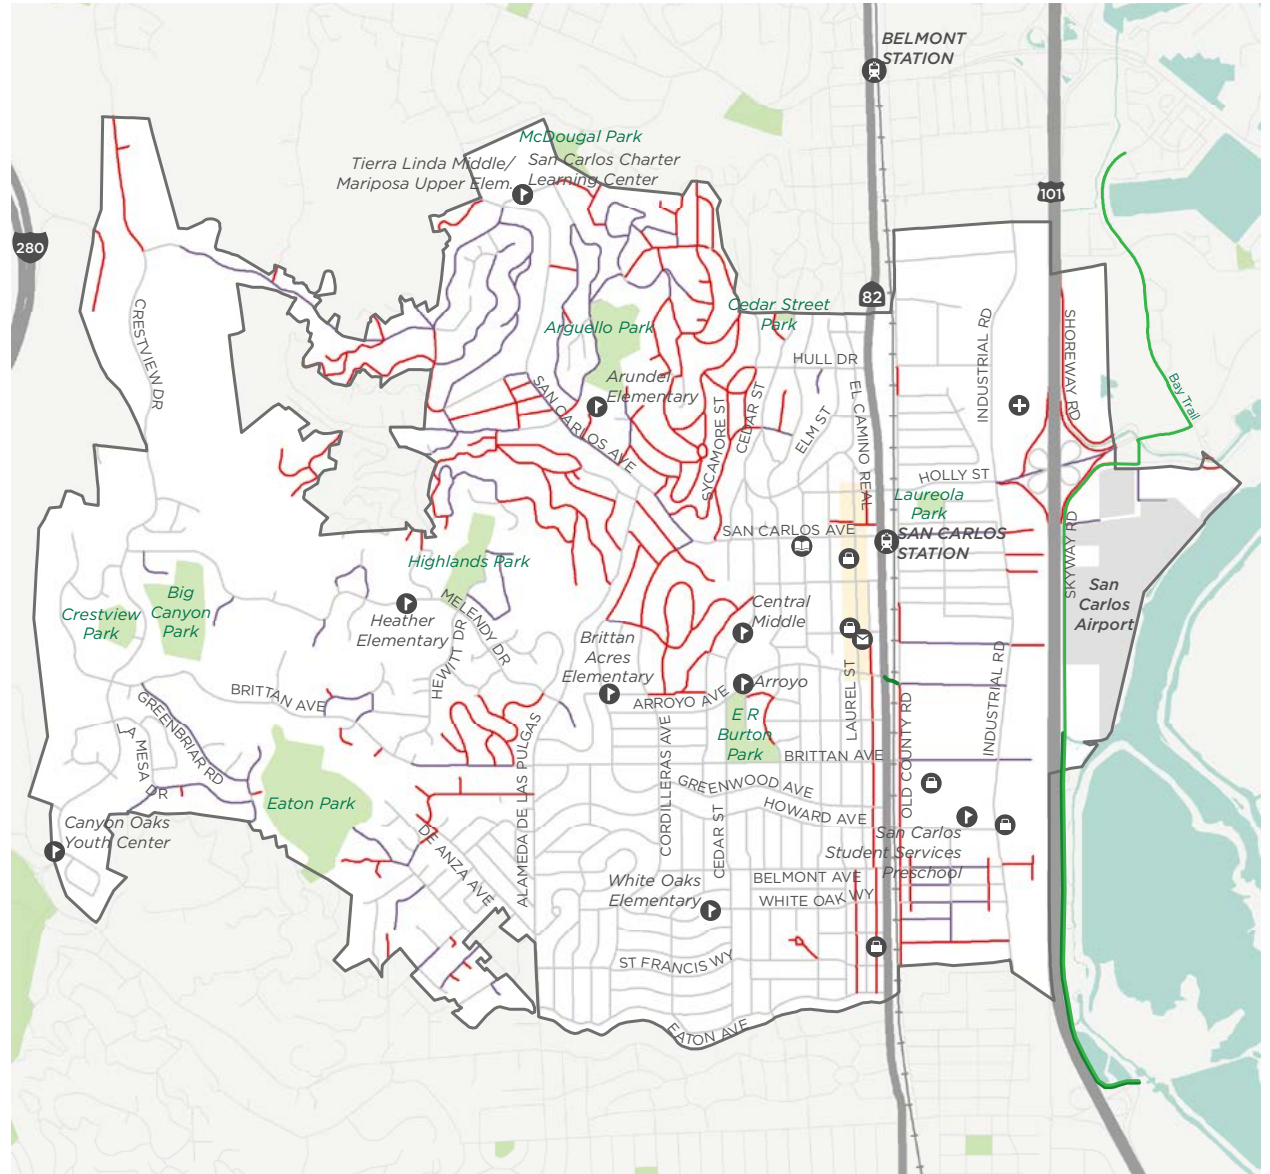 BELMONT
STATION
McDougal Park
Tierra Linda Middle/
Mariposa Upper Elem.
San Carlos Charter
Learning Center
101
280
82
Cedar Street
Park
Arguello Park
CRESTVIEW DR
HULL DR
INDUSTRIAL RD
SHOREWAY RD
Bay Trail
Arundel
Elementary
SAN CARLOS AVE
SYCAMORE ST
CEDAR ST
ELM ST
EL CAMINO REAL
HOLLY ST
Laureola
Park
SAN CARLOS AVE
SAN CARLOS
STATION
SKYWAY RD
Highlands Park
Big
Canyon
Park
Crestview
Park
Heather
Elementary
MELENDY DR
HEWITT DR
Central
Middle
San
Carlos
Airport
Brittan
Acres
Elementary
Arroyo
ARROYO AVE
BRITTAN AVE
GREENBRIAR RD
LA MESA DR
E R
Burton
Park
LAUREL ST
OLD COUNTY RD
INDUSTRIAL RD
BRITTAN AVE
ALAMEDA DE LAS PULGAS
CORDILLERAS AVE
GREENWOOD AVE
HOWARD AVE
CEDAR ST
Eaton Park
Canyon Oaks
Youth Center
DE ANZA AVE
San Carlos
Student Services
Preschool
BELMONT AVE
WHITE OAK WY
White Oaks
Elementary
ST FRANCIS WY
EATON AVE